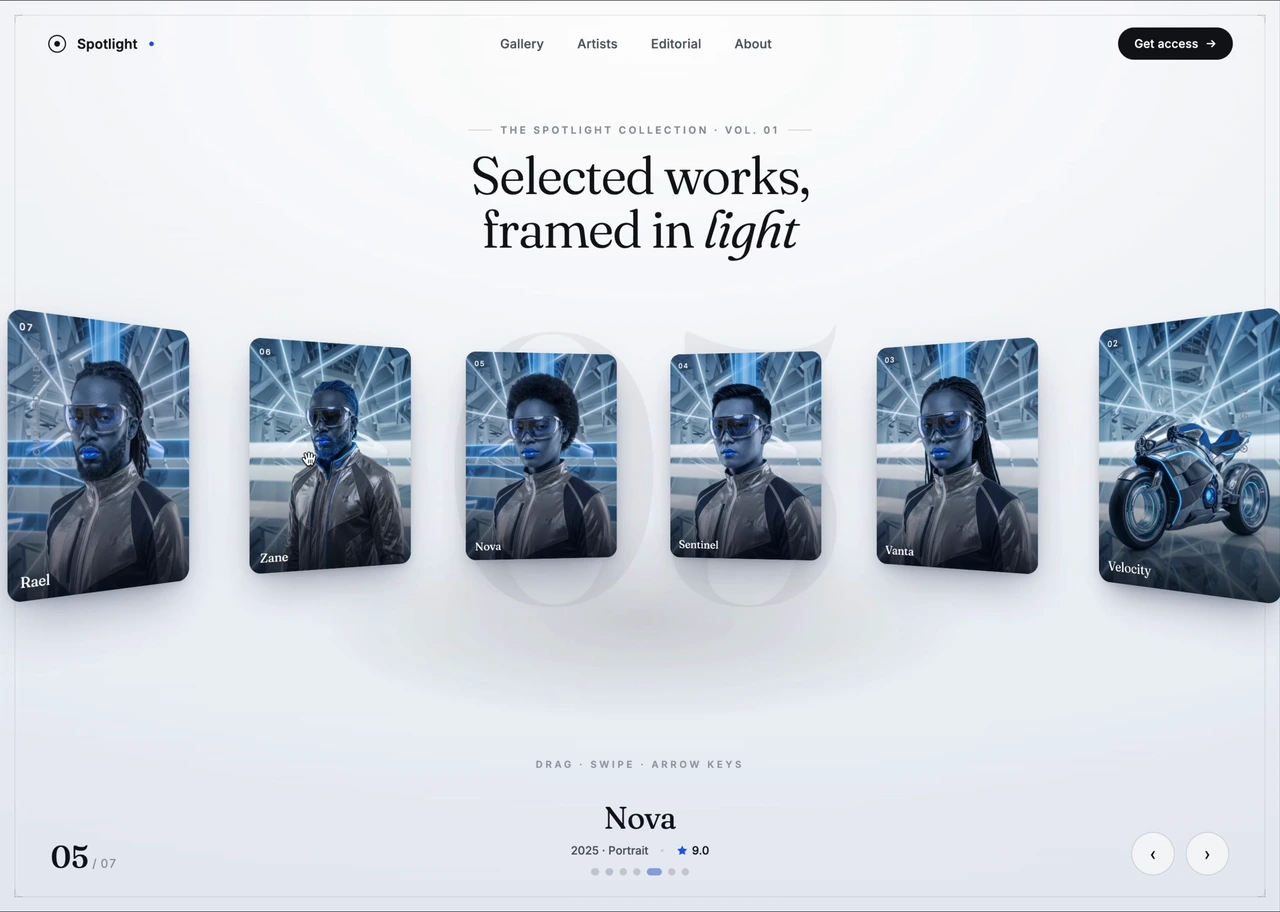 Spotlight
Gallery
Artists
Editorial
About
Get access →
THE SPOTLIGHT COLLECTION · VOL. 01
Selected works,
framed in light
07
06
05
04
03
02
05
Rael
Zane
Nova
Sentinel
Vanta
Velocity
DRAG · SWIPE · ARROW KEYS
Nova
2025 · Portrait · ★ 9.0
05 / 07
‹ ›